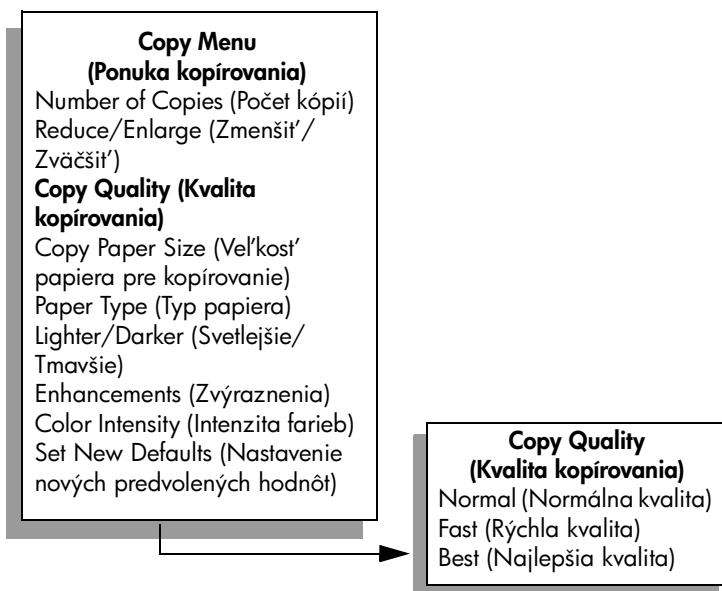 Copy Menu
(Ponuka kopírovania)
Number of Copies (Počet kópií)
Reduce/Enlarge (Zmenšiť/
Zväčšiť)
Copy Quality (Kvalita
kopírovania)
Copy Paper Size (Veľkosť
papiera pre kopírovanie)
Paper Type (Typ papiera)
Lighter/Darker (Svetlejšie/
Tmavšie)
Enhancements (Zvýraznenia)
Color Intensity (Intenzita farieb)
Set New Defaults (Nastavenie
nových predvolených hodnôt)
Copy Quality
(Kvalita kopírovania)
Normal (Normálna kvalita)
Fast (Rýchla kvalita)
Best (Najlepšia kvalita)